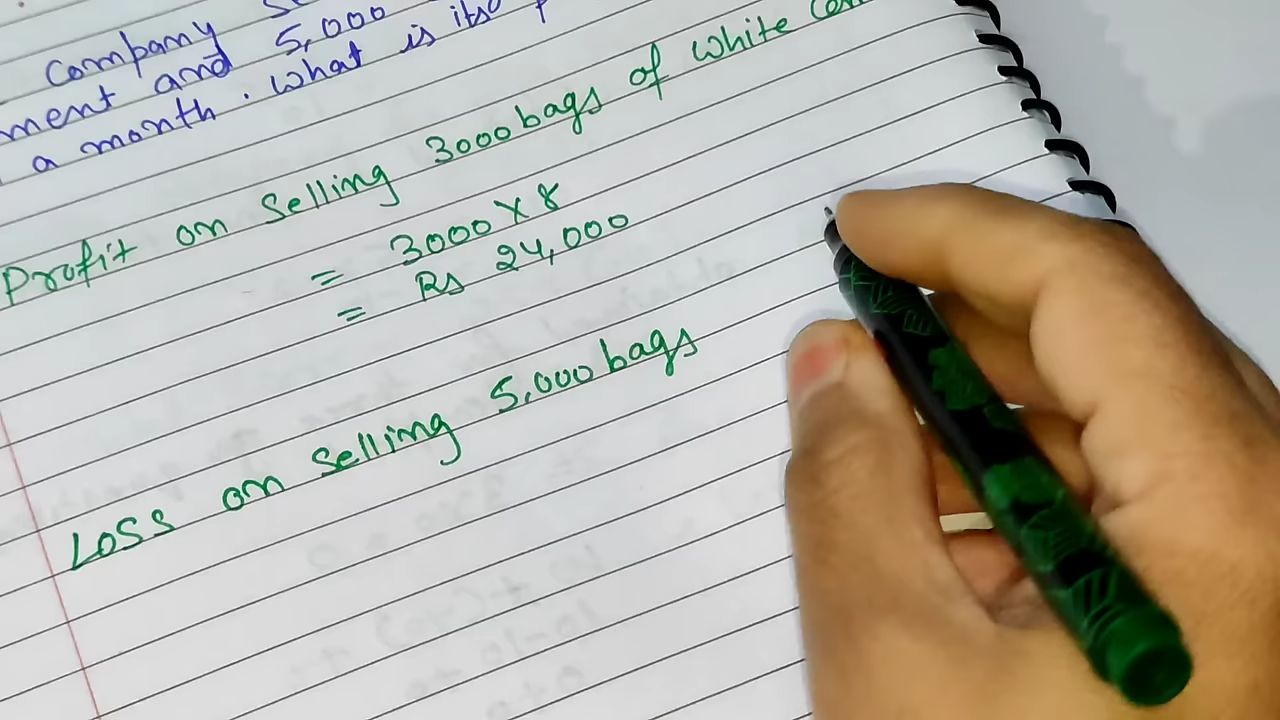 Company
ment and 5,000
a month. What is its
Profit on selling 3000 bags of white
= 3000 X 8
= Rs 24,000
Loss on selling 5,000 bags